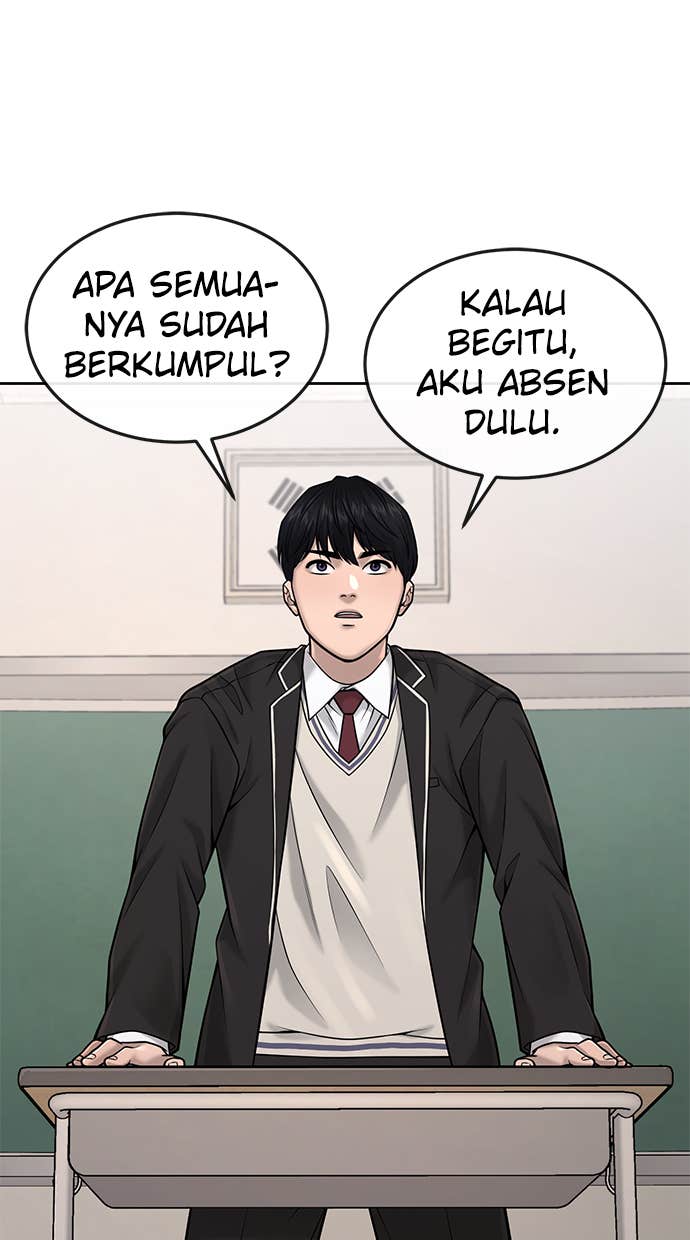 APA SEMUA-
NYA SUDAH
BERKUMPUL?
KALAU
BEGITU,
AKU ABSEN
DULU.